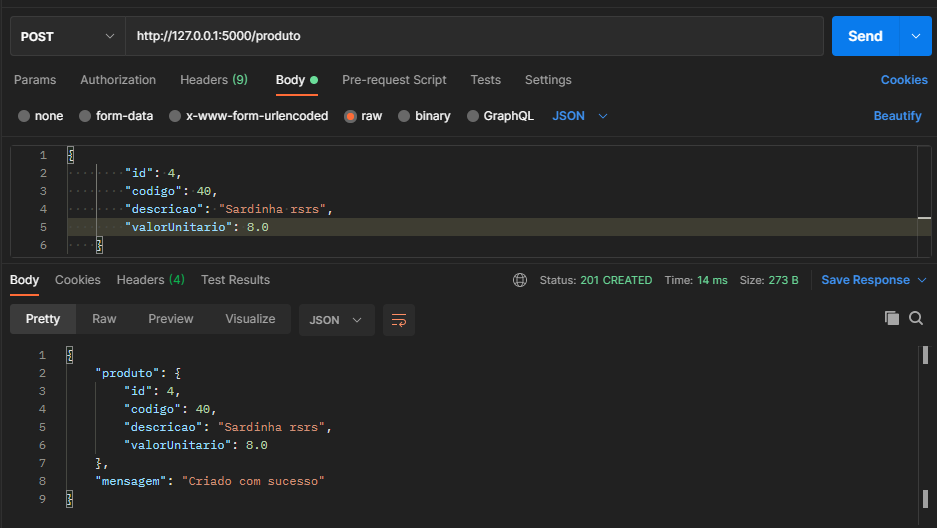 POST http://127.0.0.1:5000/produto Send
Params Authorization Headers (9) Body Pre-request Script Tests Settings Cookies
none form-data x-www-form-urlencoded raw binary GraphQL JSON Beautify
1 {
2 "id": 4,
3 "codigo": 40,
4 "descricao": "Sardinha rsrs",
5 "valorUnitario": 8.0
6 }
Body Cookies Headers (4) Test Results Status: 201 CREATED Time: 14 ms Size: 273 B Save Response
Pretty Raw Preview Visualize JSON
1 {
2 "produto": {
3 "id": 4,
4 "codigo": 40,
5 "descricao": "Sardinha rsrs",
6 "valorUnitario": 8.0
7 },
8 "mensagem": "Criado com sucesso"
9 }